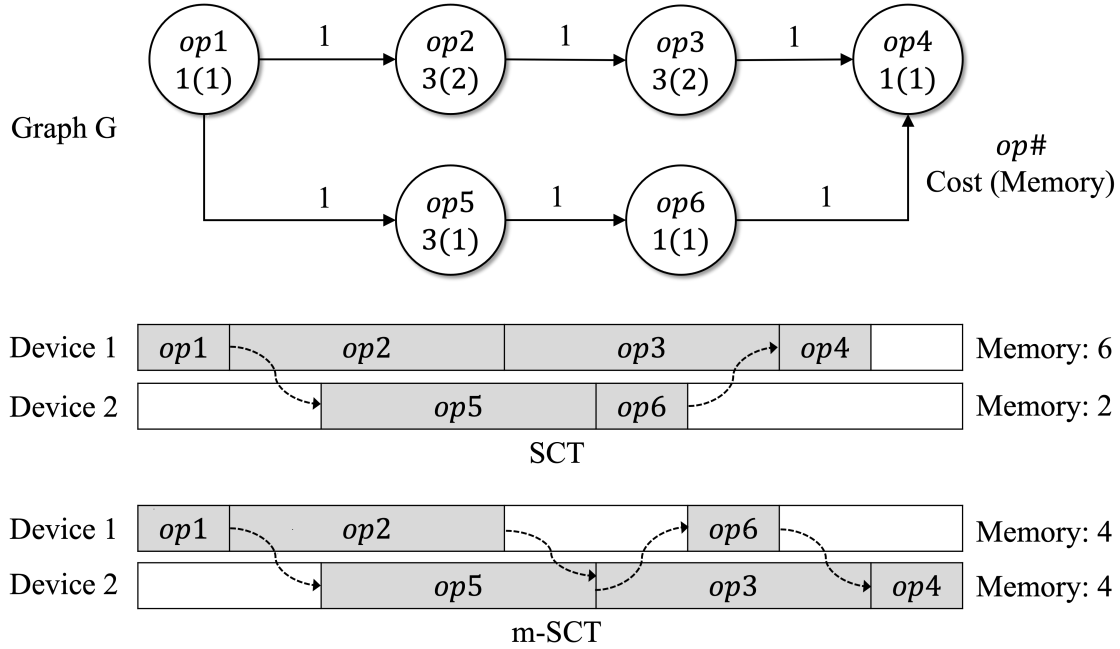 1 1 1
op1 op2 op3 op4
1(1) 3(2) 3(2) 1(1)
Graph G
op#
Cost (Memory)
1 1 1
op5 op6
3(1) 1(1)
Device 1 op1 op2 op3 op4 Memory: 6
Device 2 op5 op6 Memory: 2
SCT
Device 1 op1 op2 op6 Memory: 4
Device 2 op5 op3 op4 Memory: 4
m-SCT